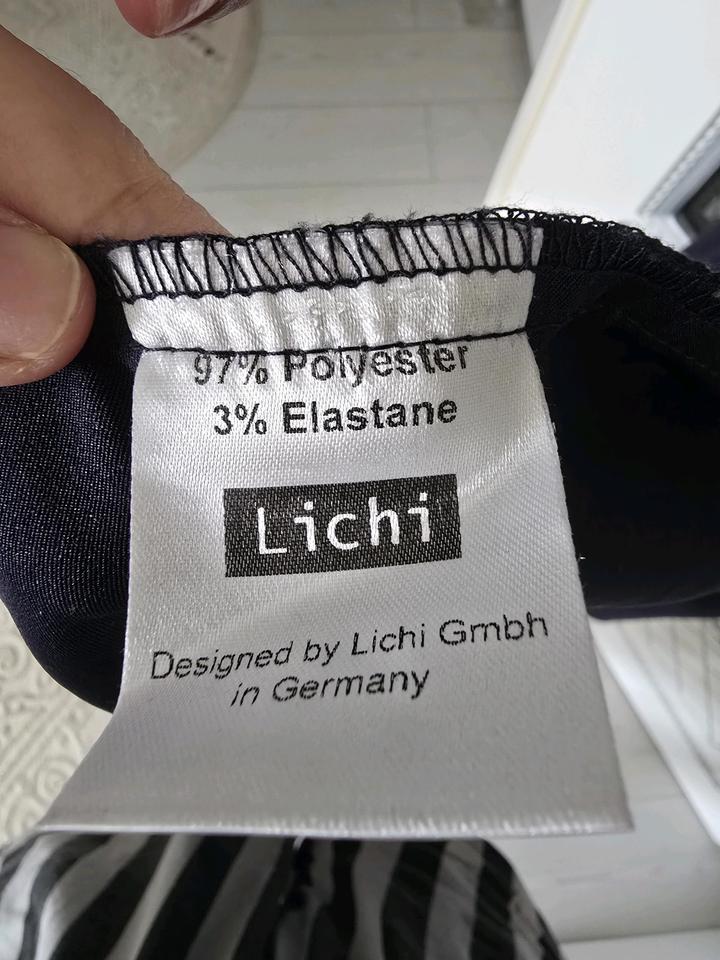 97% Polyester
3% Elastane
Lichi
Designed by Lichi Gmbh
in Germany